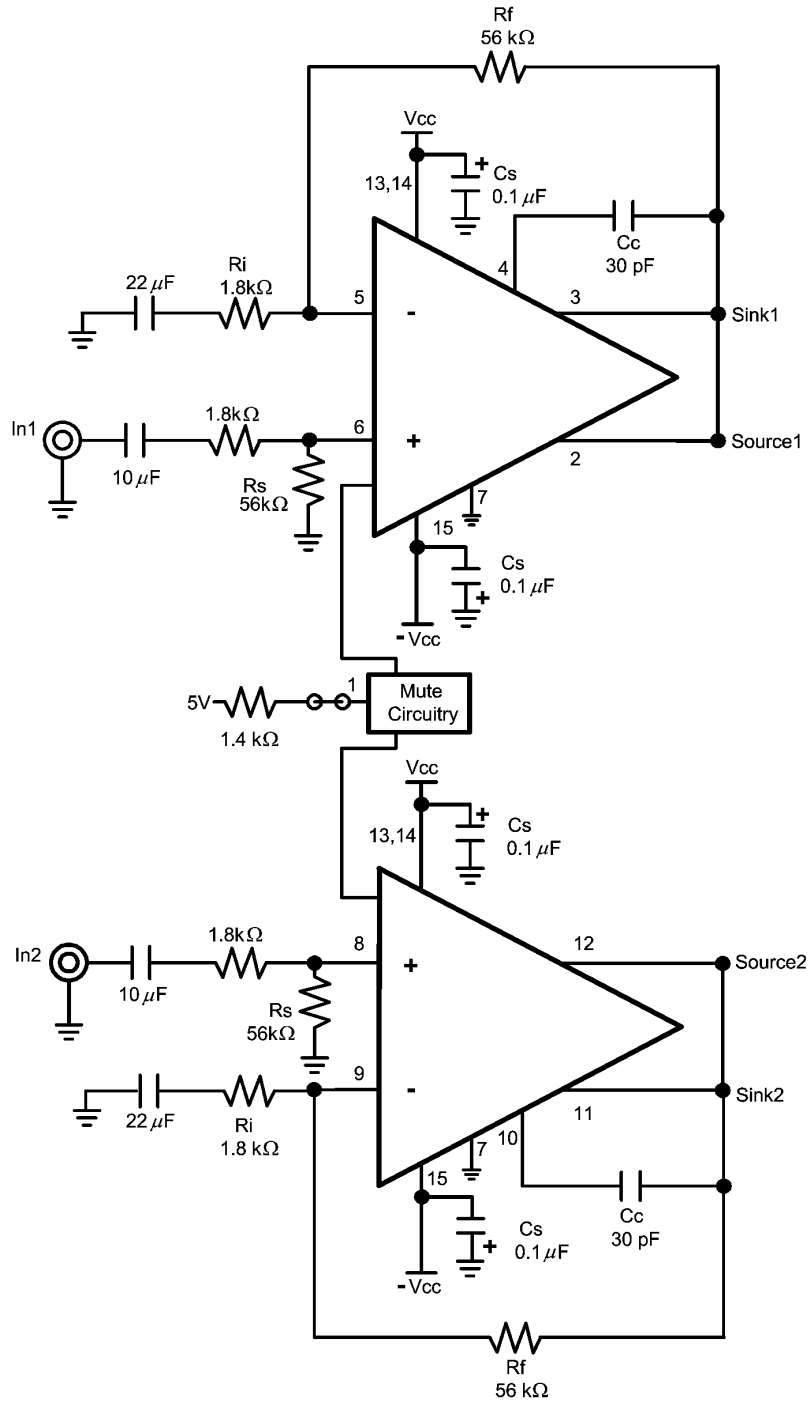 Rf
56 kΩ
Vcc
+
Cs
0.1 μF
13,14
4
Cc
30 pF
22 μF
Ri
1.8kΩ
5
-
3
Sink1
In1
10 μF
1.8kΩ
6
+
2
Source1
Rs
56kΩ
7
15
Cs
0.1 μF
+
-Vcc
5V
1.4 kΩ
1
Mute
Circuitry
Vcc
+
Cs
0.1 μF
13,14
In2
10 μF
1.8kΩ
8
+
12
Source2
Rs
56kΩ
9
-
11
Sink2
22 μF
Ri
1.8 kΩ
10
7
15
Cc
30 pF
Cs
0.1 μF
+
-Vcc
Rf
56 kΩ